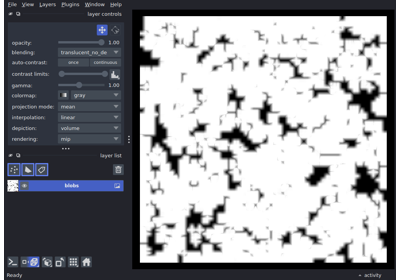 File View Layers Plugins Window Help
layer controls
opacity: 1.00
blending: translucent_no_de
auto-contrast: once continuous
contrast limits:
gamma: 1.00
colormap: gray
projection mode: mean
interpolation: linear
depiction: volume
rendering: mip
layer list
blobs
Ready activity